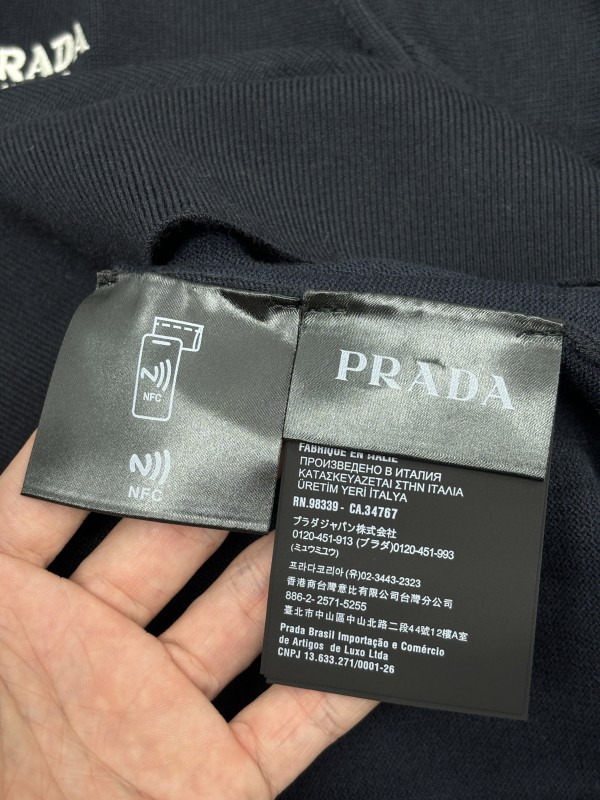 PRADA
NFC
NFC
PRADA
FABRIQUÉ EN ITALIE
ПРОИЗВЕДЕНО В ИТАЛИЯ
ΚΑΤΑΣΚΕΥΑΖΕΤΑΙ ΣΤΗΝ ΙΤΑΛΙΑ
ÜRETİM YERİ İTALYA
RN.98339 - CA.34767
プラダジャパン株式会社
0120-451-913 (プラダ)0120-451-993
(ミュウミュウ)
프라다코리아 (유)02-3443-2323
香港商台灣意比有限公司台灣分公司
886-2- 2571-5255
臺北市中山區中山北路二段44號12樓A室
Prada Brasil Importação e Comércio
de Artigos de Luxo Ltda
CNPJ 13.633.271/0001-26